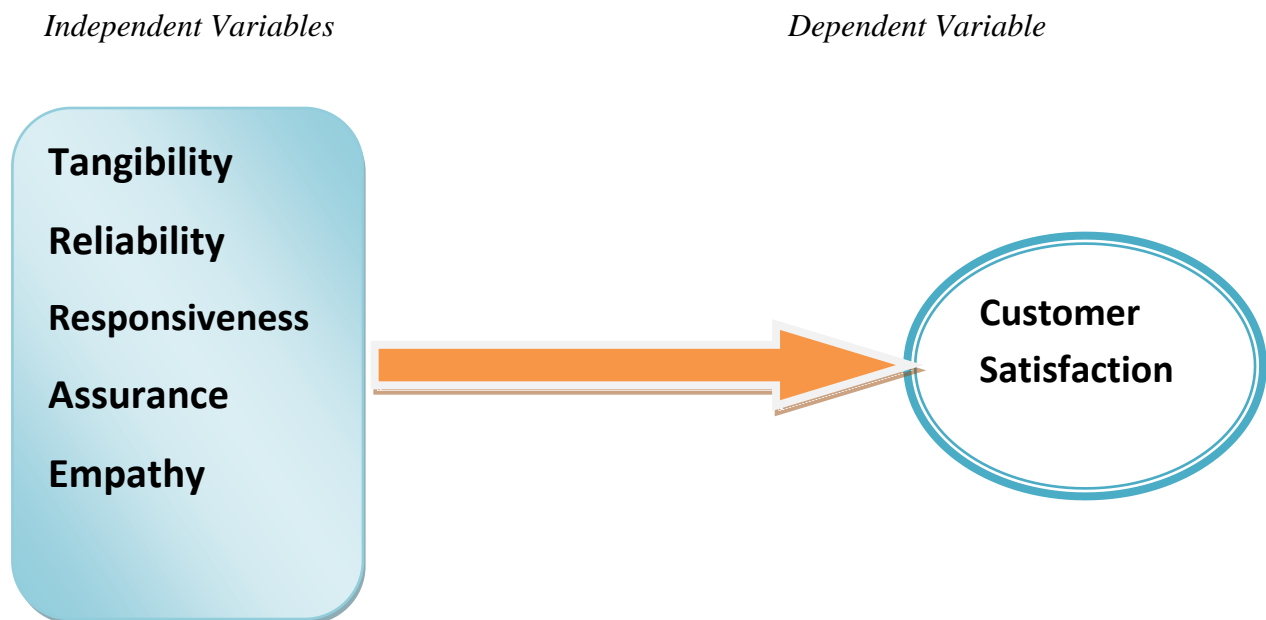 Independent Variables
Dependent Variable
Tangibility
Reliability
Responsiveness
Assurance
Empathy
Customer
Satisfaction